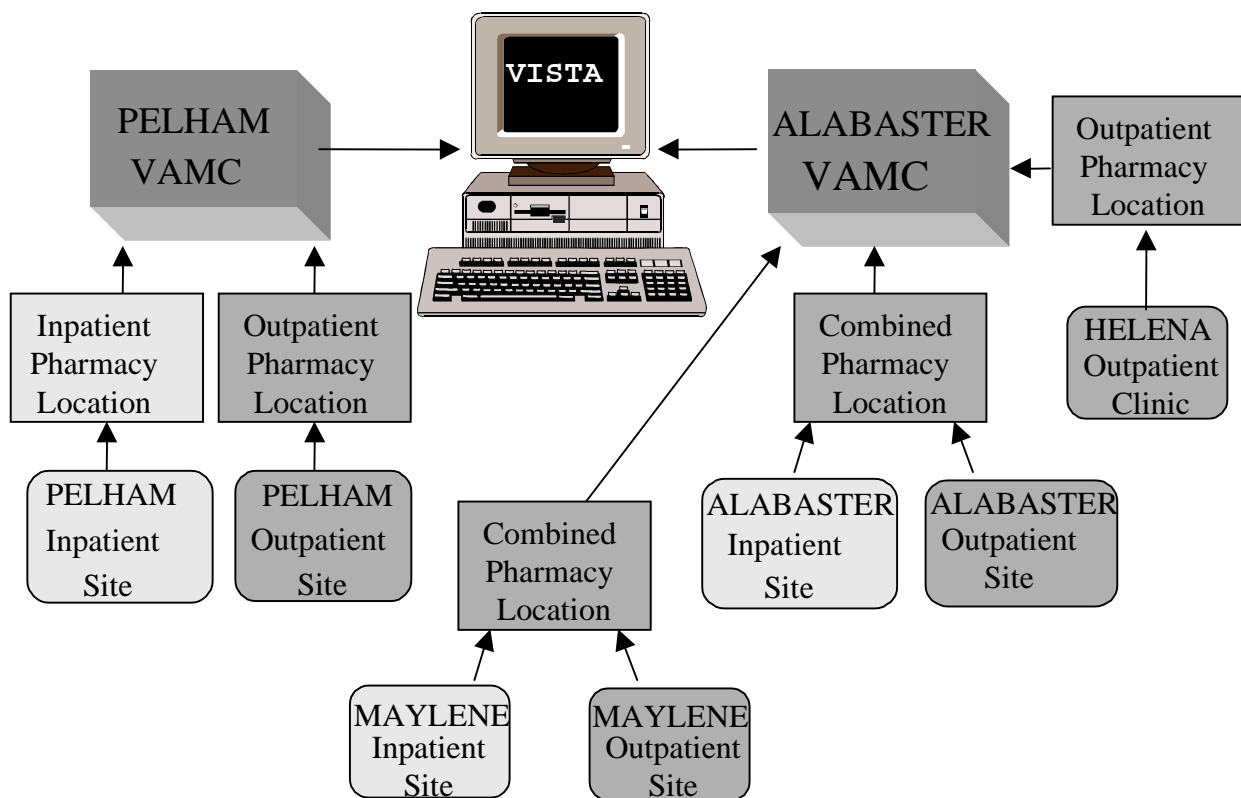 VISTA
PELHAM
VAMC
ALABASTER
VAMC
Outpatient
Pharmacy
Location
Inpatient
Pharmacy
Location
Outpatient
Pharmacy
Location
Combined
Pharmacy
Location
HELENA
Outpatient
Clinic
PELHAM
Inpatient
Site
PELHAM
Outpatient
Site
Combined
Pharmacy
Location
ALABASTER
Inpatient
Site
ALABASTER
Outpatient
Site
MAYLENE
Inpatient
Site
MAYLENE
Outpatient
Site